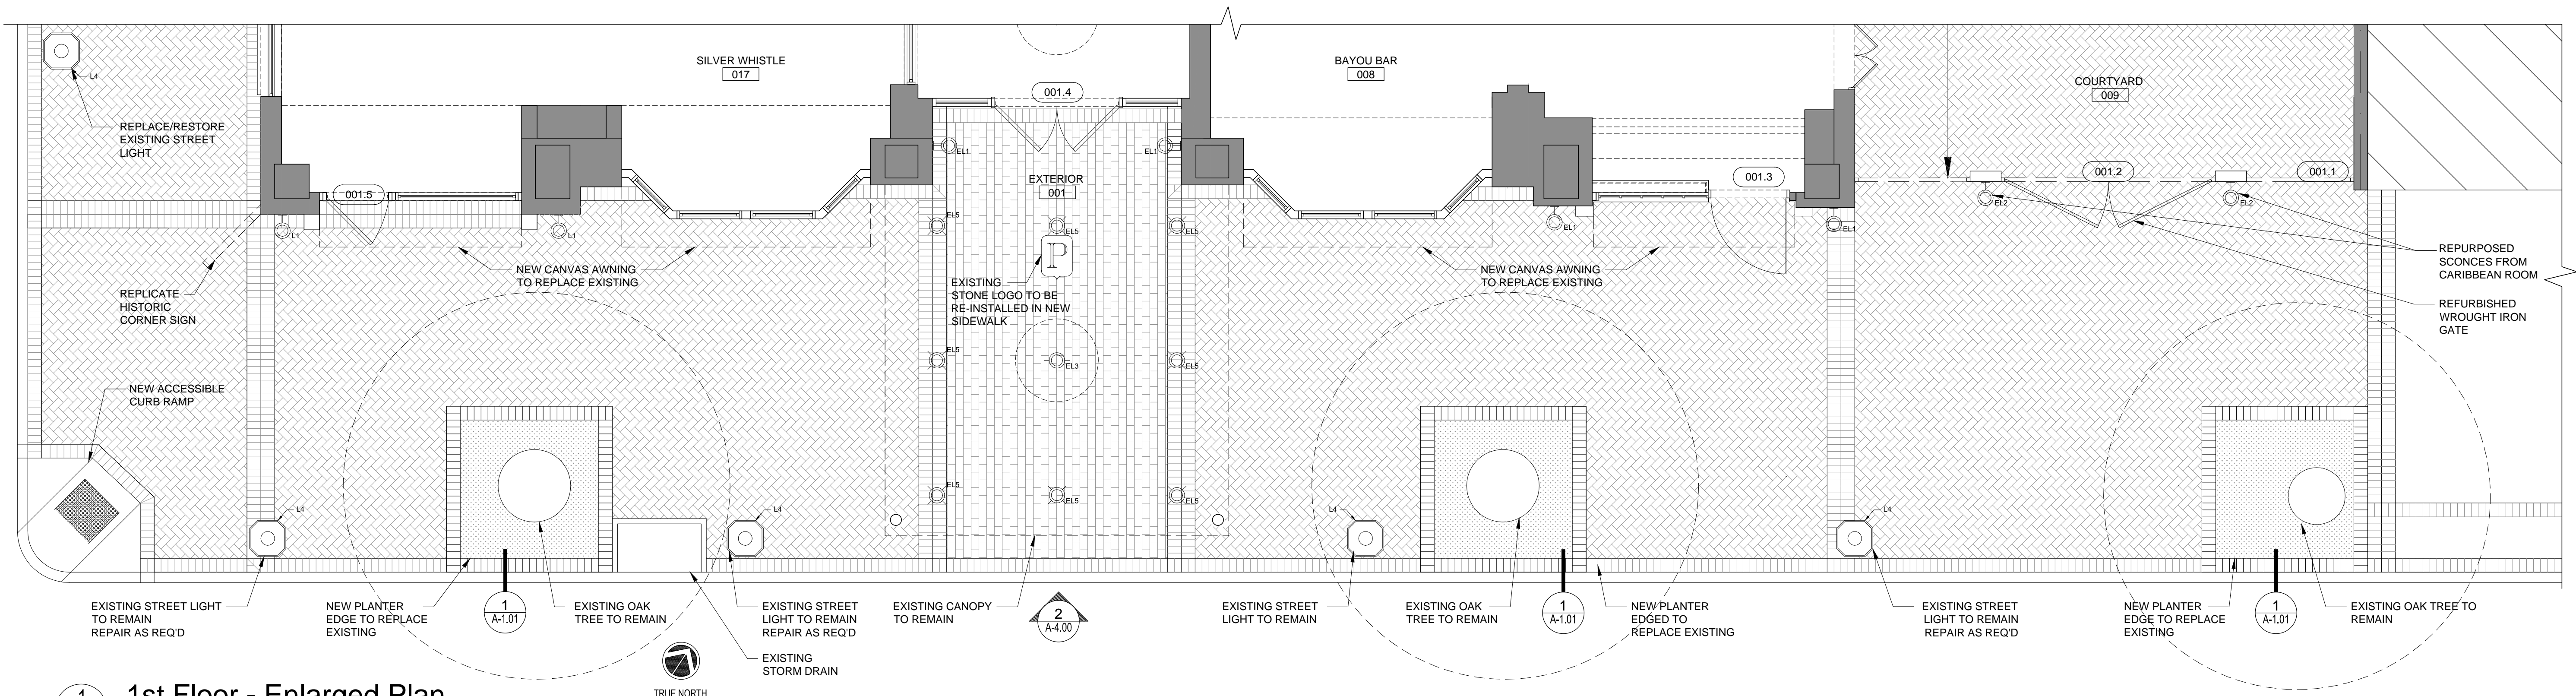 SILVER WHISTLE
017
001.4
BAYOU BAR
008
COURTYARD
009
L4
REPLACE/RESTORE
EXISTING STREET
LIGHT
001.5
EL1
EL1
EXTERIOR
001
001.3
001.2
001.1
L1
L1
EL5
EL5
EL5
EL1
EL1
EL2
EL2
P
NEW CANVAS AWNING
TO REPLACE EXISTING
EXISTING
STONE LOGO TO BE
RE-INSTALLED IN NEW
SIDEWALK
NEW CANVAS AWNING
TO REPLACE EXISTING
REPURPOSED
SCONCES FROM
CARIBBEAN ROOM
REPLICATE
HISTORIC
CORNER SIGN
REFURBISHED
WROUGHT IRON
GATE
EL5
EL3
EL5
NEW ACCESSIBLE
CURB RAMP
EL5
EL5
EL5
L4
L4
L4
L4
EXISTING STREET LIGHT
TO REMAIN
REPAIR AS REQ'D
NEW PLANTER
EDGE TO REPLACE
EXISTING
1
A-1.01
EXISTING OAK
TREE TO REMAIN
EXISTING STREET
LIGHT TO REMAIN
REPAIR AS REQ'D
EXISTING CANOPY
TO REMAIN
2
A-4.00
EXISTING STREET
LIGHT TO REMAIN
EXISTING OAK
TREE TO REMAIN
1
A-1.01
NEW PLANTER
EDGED TO
REPLACE EXISTING
EXISTING STREET
LIGHT TO REMAIN
REPAIR AS REQ'D
NEW PLANTER
EDGE TO REPLACE
EXISTING
1
A-1.01
EXISTING OAK TREE TO
REMAIN
EXISTING
STORM DRAIN
TRUE NORTH
1
1st Floor - Enlarged Plan